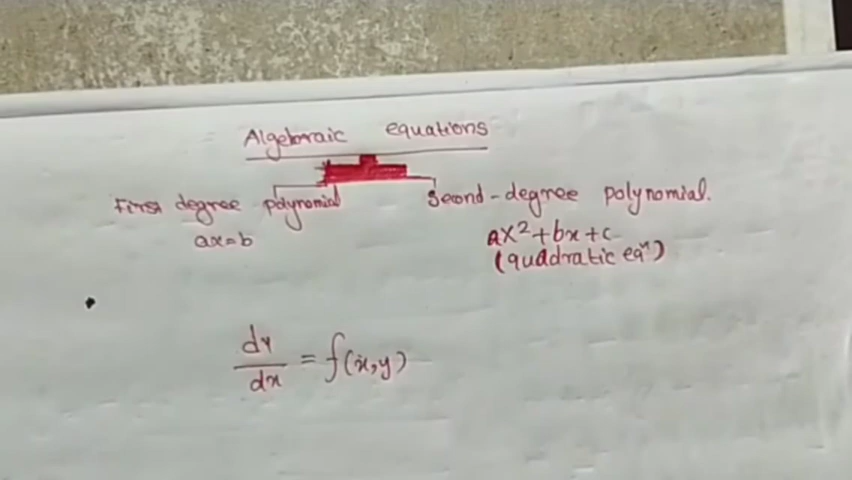 Algebraic equations
First degree polynomial
ax=b
Second-degree polynomial.
ax²+bx+c
(quadratic eqⁿ)
dy/dx = f(x,y)